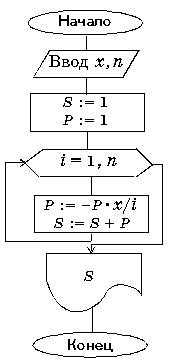 Начало
Ввод x, n
S := 1
P := 1
i = 1, n
P := -P · x/i
S := S + P
S
Конец